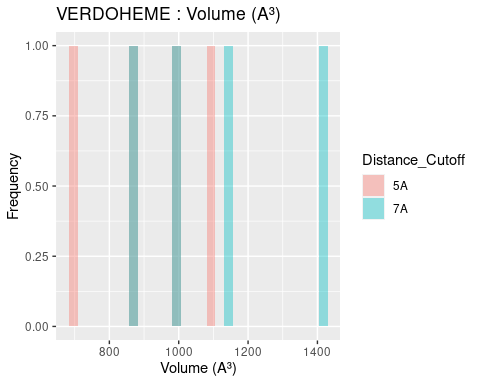 VERDOHEME : Volume (A³)
1.00
0.75
0.50
0.25
0.00
Frequency
800 1000 1200 1400
Volume (A³)
Distance_Cutoff
5A
7A